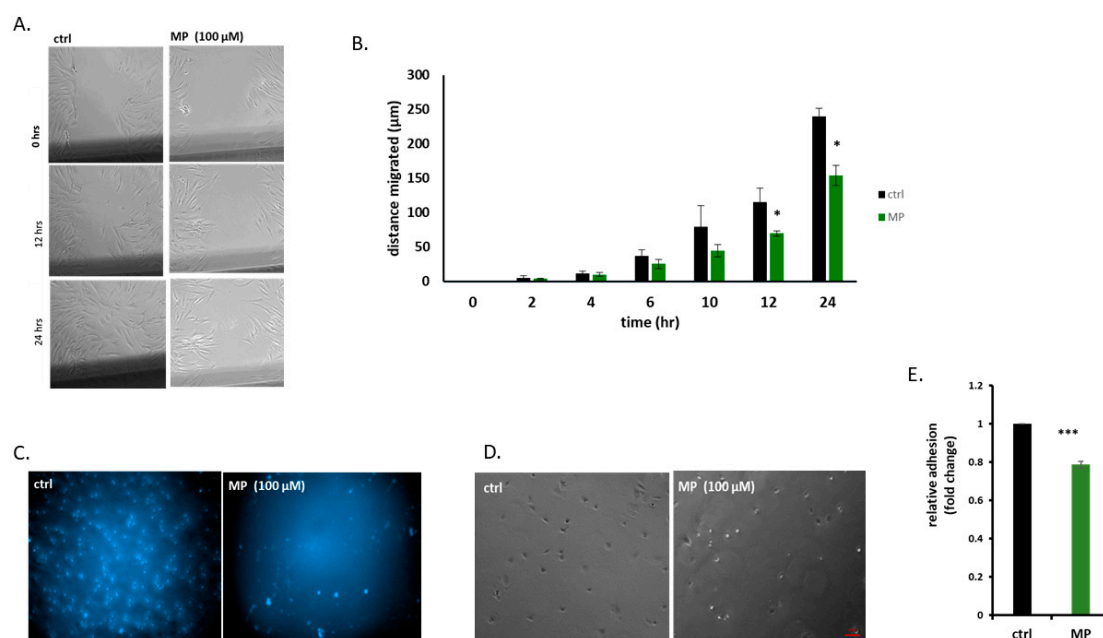 A.
ctrl
MP (100 µM)
0 hrs
12 hrs
24 hrs
B.
distance migrated (µm)
300
250
200
150
100
50
0
*
*
0 2 4 6 10 12 24
time (hr)
ctrl
MP
C.
ctrl
MP (100 µM)
D.
ctrl
MP (100 µM)
E.
relative adhesion
(fold change)
1.2
1
0.8
0.6
0.4
0.2
0
***
ctrl MP